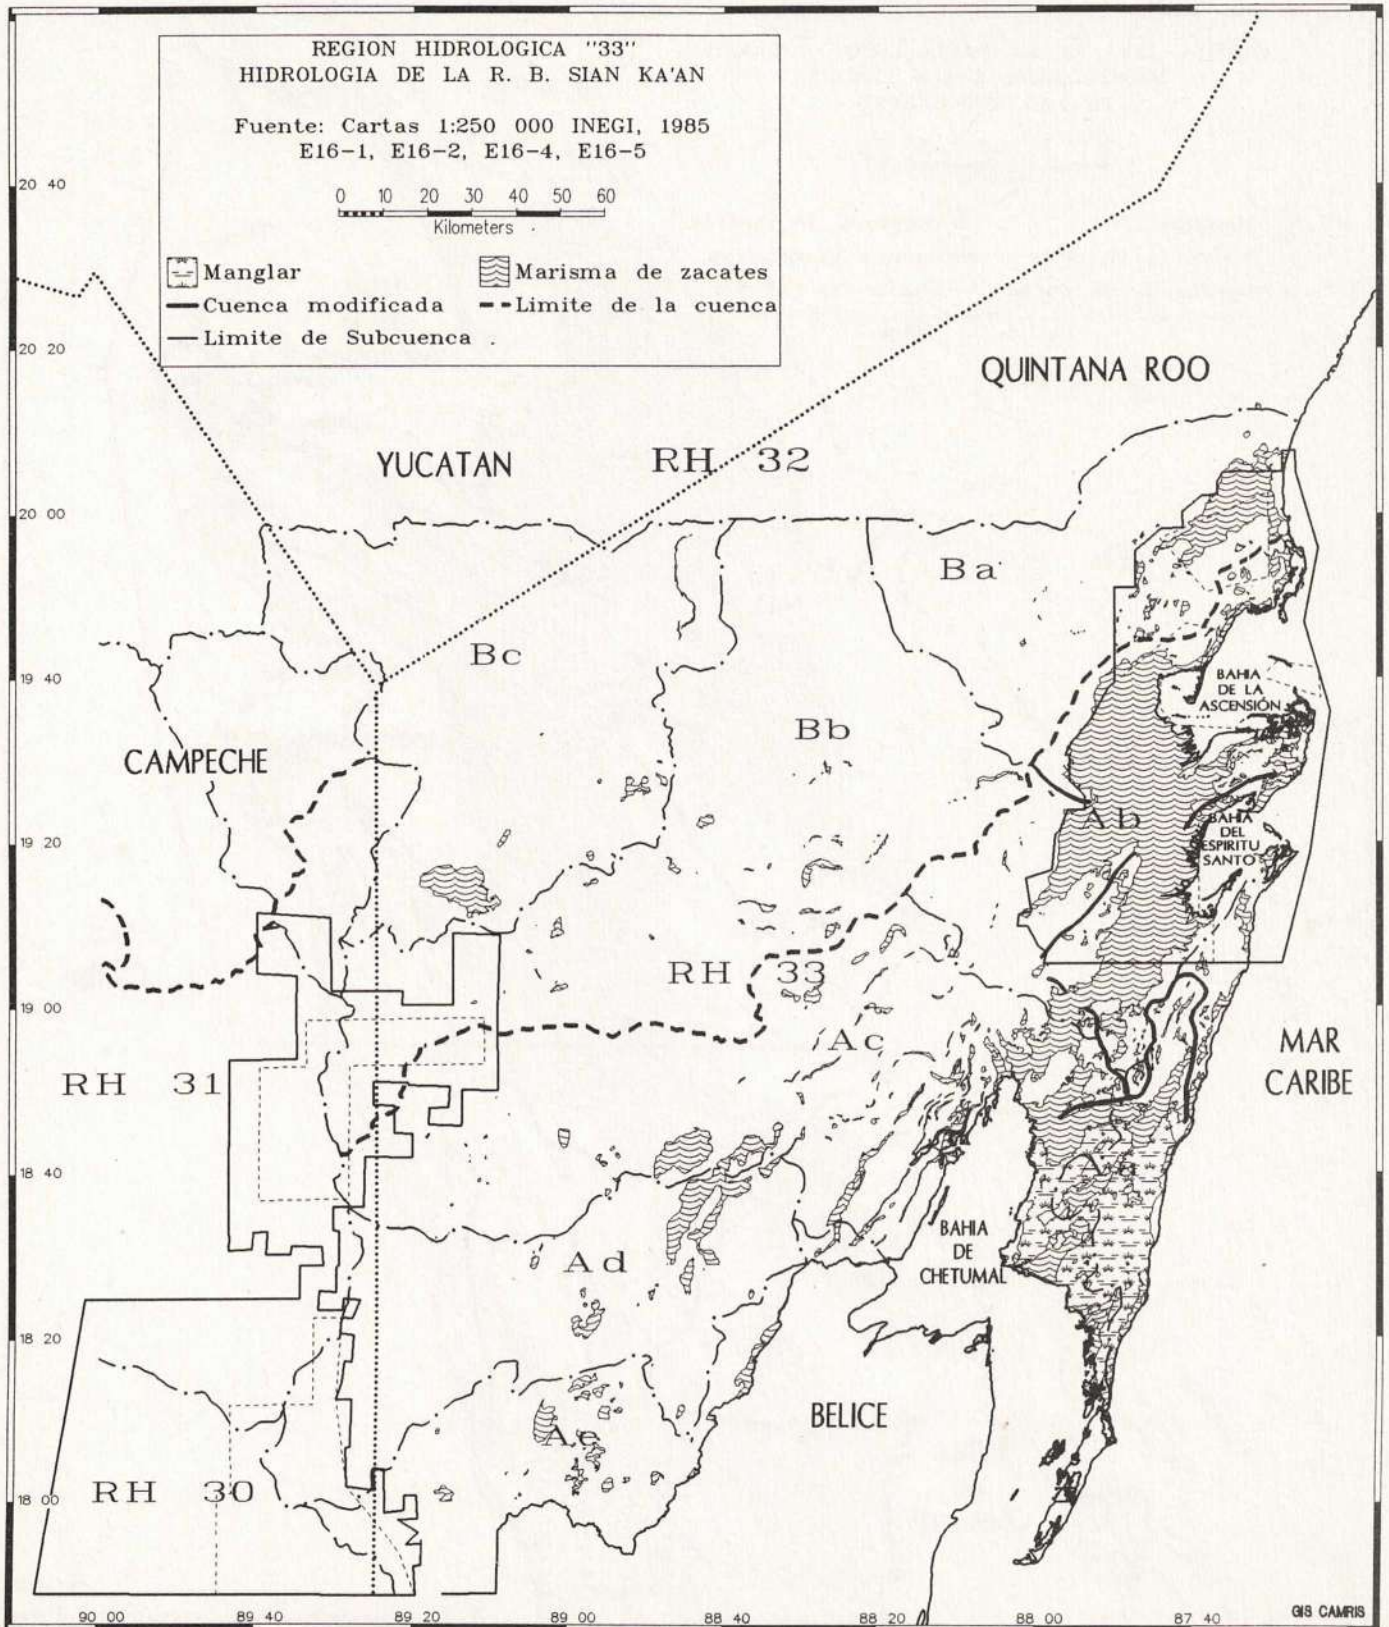 REGION HIDROLOGICA "33"
HIDROLOGIA DE LA R. B. SIAN KA'AN
Fuente: Cartas 1:250 000 INEGI, 1985
E16-1, E16-2, E16-4, E16-5
0 10 20 30 40 50 60
Kilometers
Manglar
Marisma de zacates
Cuenca modificada
Limite de la cuenca
Limite de Subcuenca
20 40
20 20
20 00
19 40
19 20
19 00
18 40
18 20
18 00
QUINTANA ROO
YUCATAN
RH 32
Ba
Bc
Bb
CAMPECHE
BAHIA
DE LA
ASCENSIÓN
Ab
BAHIA
DEL
ESPIRITU
SANTO
RH 33
Ac
RH 31
MAR
CARIBE
Aa
BAHIA
DE
CHETUMAL
Ad
BELICE
Ae
RH 30
90 00
89 40
89 20
89 00
88 40
88 20
88 00
87 40
GIS CAMRIS